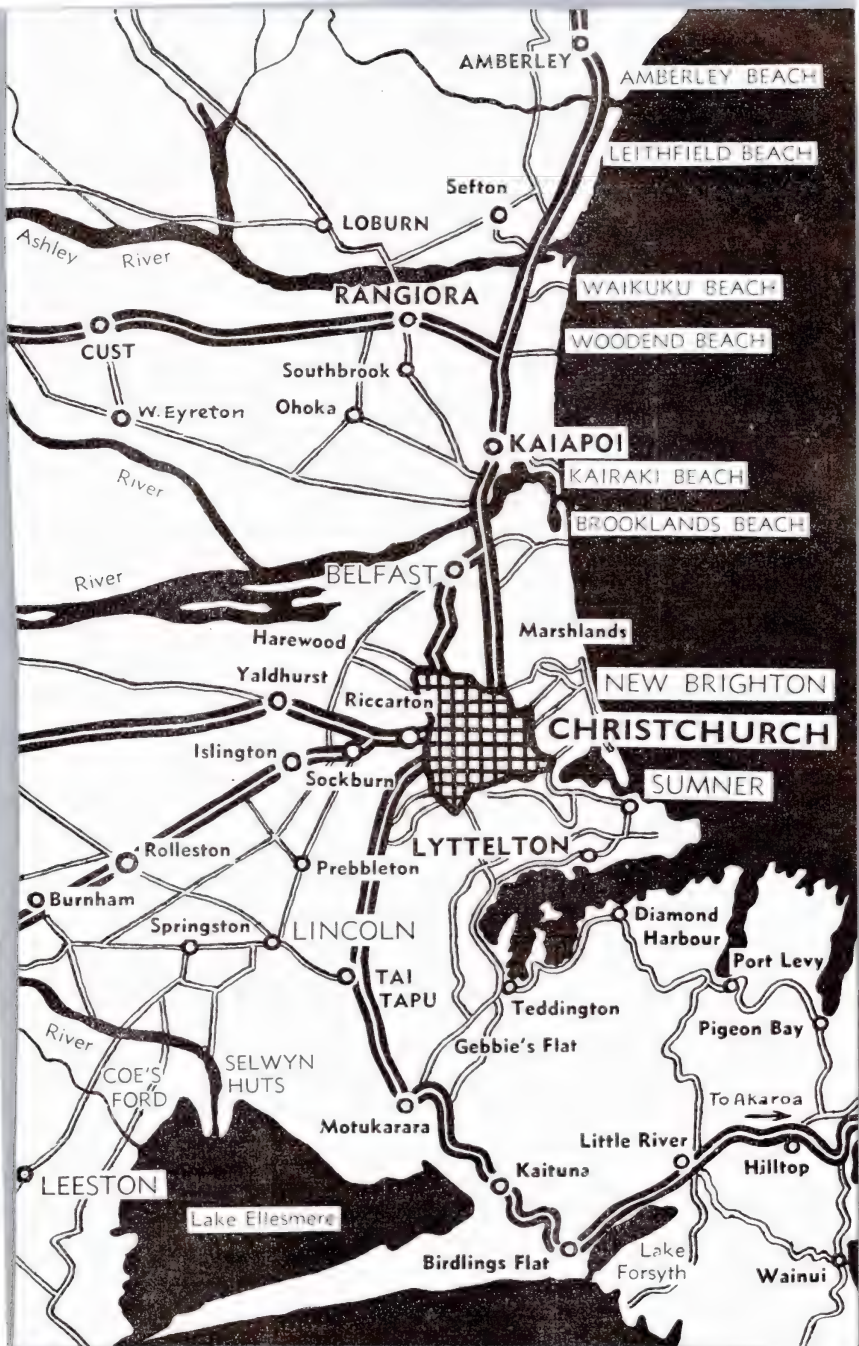 AMBERLEY
AMBERLEY BEACH
LEITHFIELD BEACH
Sefton
LOBURN
Ashley
River
WAIKUKU BEACH
RANGIORA
CUST
WOODEND BEACH
Southbrook
W. Eyreton
Ohoka
KAIAPOI
River
KAIRAKI BEACH
BROOKLANDS BEACH
River
BELFAST
Harewood
Marshlands
Yaldhurst
Riccarton
NEW BRIGHTON
CHRISTCHURCH
Islington
Sockburn
SUMNER
LYTTELTON
Rolleston
Prebbleton
Burnham
Springston
LINCOLN
Diamond
Harbour
Port Levy
TAI
TAPU
Teddington
Pigeon Bay
River
Gebbie's Flat
COE'S
FORD
SELWYN
HUTS
To Akaroa
Motukarara
Little River
Hilltop
LEESTON
Kaituna
Lake Ellesmere
Birdlings Flat
Lake
Forsyth
Wainui